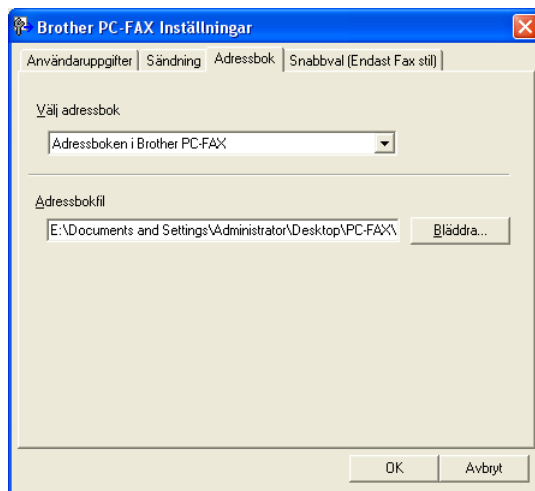 Brother PC-FAX Inställningar
Användaruppgifter Sändning Adressbok Snabbval (Endast Fax stil)
Välj adressbok
Adressboken i Brother PC-FAX
Adressbokfil
E:\Documents and Settings\Administrator\Desktop\PC-FAX\ Bläddra...
OK Avbryt